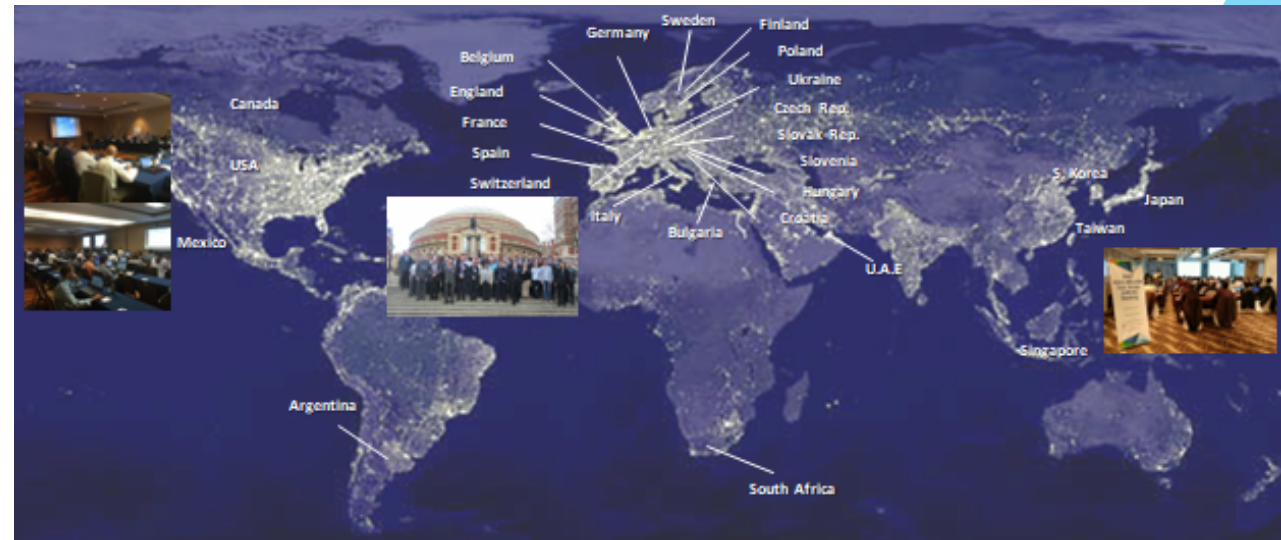 Sweden
Finland
Germany
Poland
Belgium
Ukraine
England
Czech Rep.
Canada
France
Slovak Rep.
Spain
Slovenia
USA
S. Korea
Switzerland
Hungary
Japan
Italy
Croatia
Bulgaria
Taiwan
Mexico
U.A.E
Singapore
Argentina
South Africa